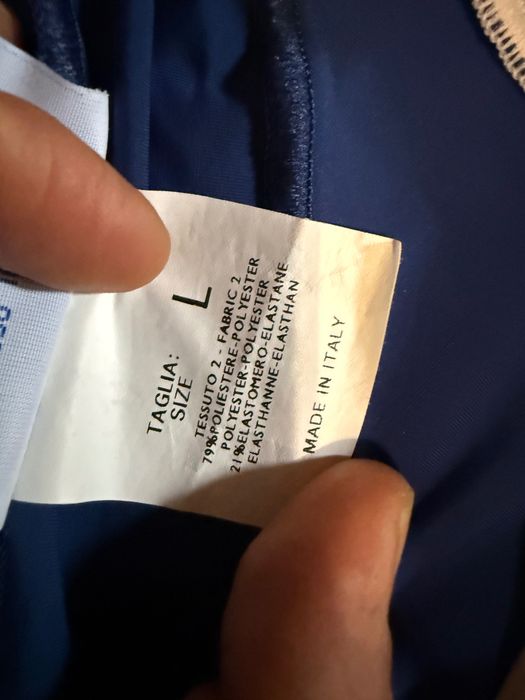 TAGLIA:
SIZE
L
TESSUTO 2 - FABRIC 2
79%POLIESTERE-POLYESTER
POLYESTER-POLYESTER
21%ELASTOMERO-ELASTANE
ELASTHANNE-ELASTHAN
MADE IN ITALY